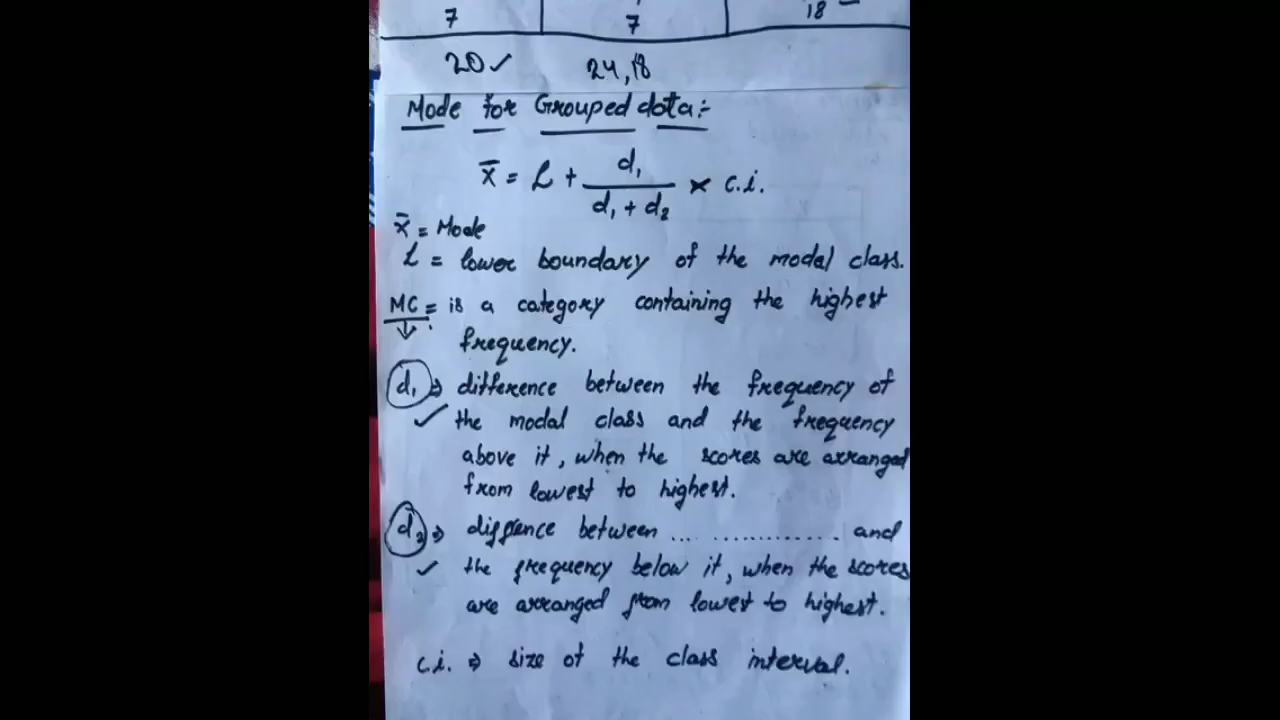 7 7 18
20✓ 24,18
Mode for Grouped data:-
x̄ = L + d₁ / (d₁ + d₂) × c.i.
x̄ = Mode
L = lower boundary of the modal class.
MC = is a category containing the highest
frequency.
d₁ ⇒ difference between the frequency of
✓ the modal class and the frequency
above it, when the scores are arranged
from lowest to highest.
d₂ ⇒ diffrence between .... .............. and
✓ the frequency below it, when the scores
are arranged from lowest to highest.
c.i. ⇒ size of the class interval.